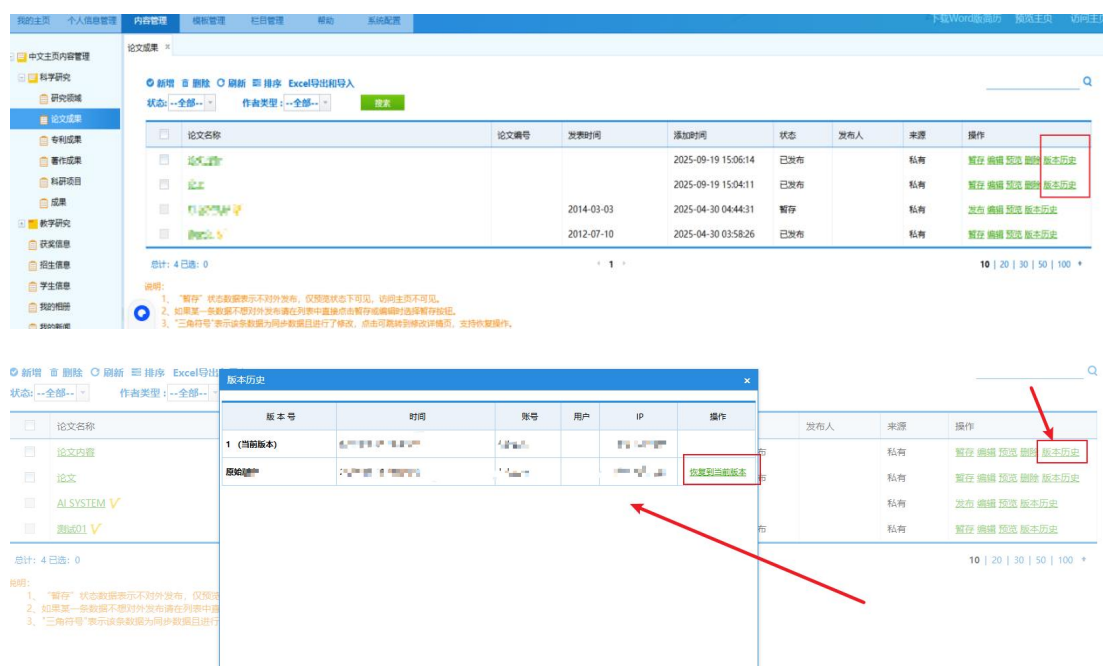 我的主页 个人信息管理 内容管理 模板管理 栏目管理 帮助 系统配置 下载Word版简历 预览主页 访问主页
中文主页内容管理
科学研究
研究领域
论文成果
专利成果
著作成果
科研项目
成果
教学研究
获奖信息
招生信息
学生信息
我的相册
我的新闻
论文成果 ×
新增 删除 刷新 排序 Excel导出和导入
状态: --全部-- 作者类型: --全部-- 搜索
论文名称 论文编号 发表时间 添加时间 状态 发布人 来源 操作
2025-09-19 15:06:14 已发布 私有 暂存 编辑 预览 删除 版本历史
论文 2025-09-19 15:04:11 已发布 私有 暂存 编辑 预览 删除 版本历史
2014-03-03 2025-04-30 04:44:31 暂存 私有 发布 编辑 预览 版本历史
2012-07-10 2025-04-30 03:58:26 已发布 私有 暂存 编辑 预览 版本历史
总计: 4 已选: 0 1 10 | 20 | 30 | 50 | 100
说明:
1、 "暂存" 状态数据表示不对外发布，仅预览状态下可见，访问主页不可见。
2、如果某一条数据不想对外发布请在列表中直接点击暂存或编辑时选择暂存按钮。
3、"三角符号"表示该条数据为同步数据且进行了修改，点击可跳转到修改详情页，支持恢复操作。
新增 删除 刷新 排序 Excel导出
状态: --全部-- 作者类型: --全部--
论文名称 发布人 来源 操作
论文内容 私有 暂存 编辑 预览 删除 版本历史
论文 私有 暂存 编辑 预览 删除 版本历史
AI SYSTEM 私有 发布 编辑 预览 版本历史
测试01 私有 暂存 编辑 预览 版本历史
总计: 4 已选: 0 10 | 20 | 30 | 50 | 100
说明:
1、 "暂存" 状态数据表示不对外发布，仅预览
2、如果某一条数据不想对外发布请在列表中直
3、"三角符号"表示该条数据为同步数据且进行
版本历史 ×
版本号 时间 账号 用户 IP 操作
1 (当前版本)
原始 恢复到当前版本